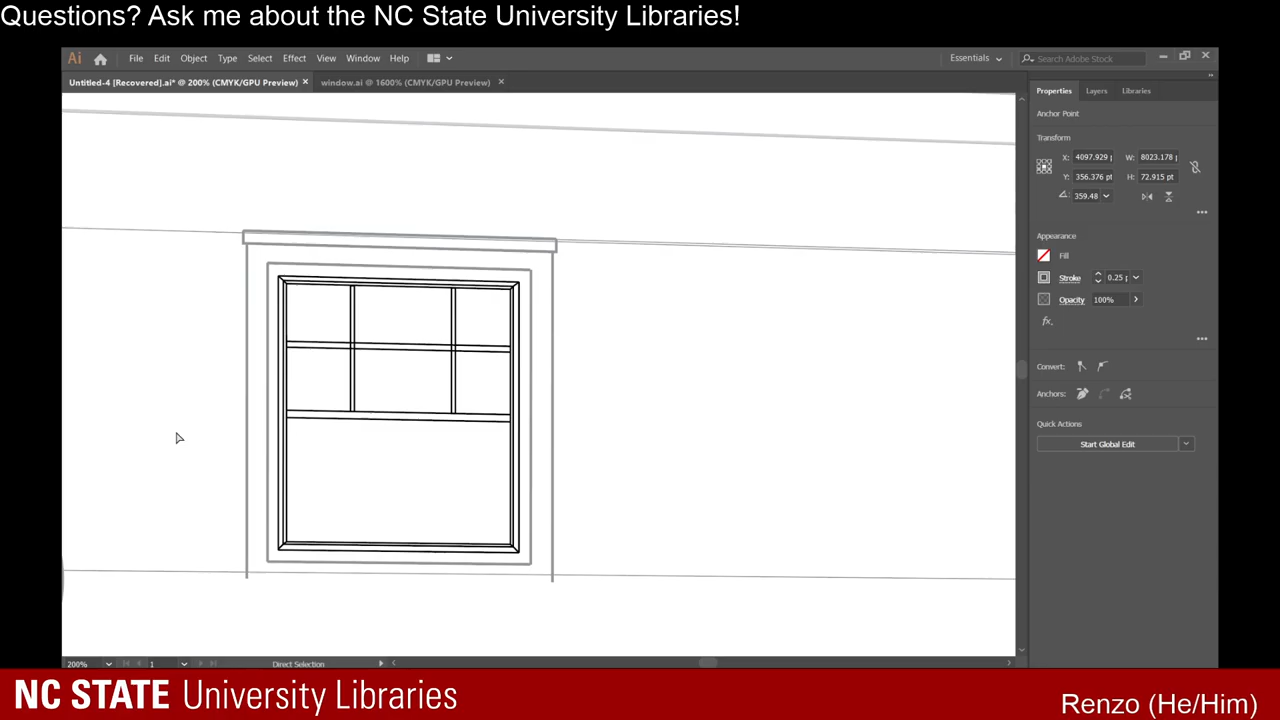 Questions? Ask me about the NC State University Libraries!
Ai File Edit Object Type Select Effect View Window Help Essentials Search Adobe Stock
Untitled-4 [Recovered].ai* @ 200% (CMYK/GPU Preview) × window.ai @ 1600% (CMYK/GPU Preview) ×
Properties Layers Libraries
Anchor Point
Transform
X: 4097.929 W: 8023.178
Y: 356.376 pt H: 72.915 pt
359.48
Appearance
Fill
Stroke 0.25
Opacity 100%
fx.
Convert:
Anchors:
Quick Actions
Start Global Edit
200% 1 Direct Selection
NC STATE University Libraries
Renzo (He/Him)